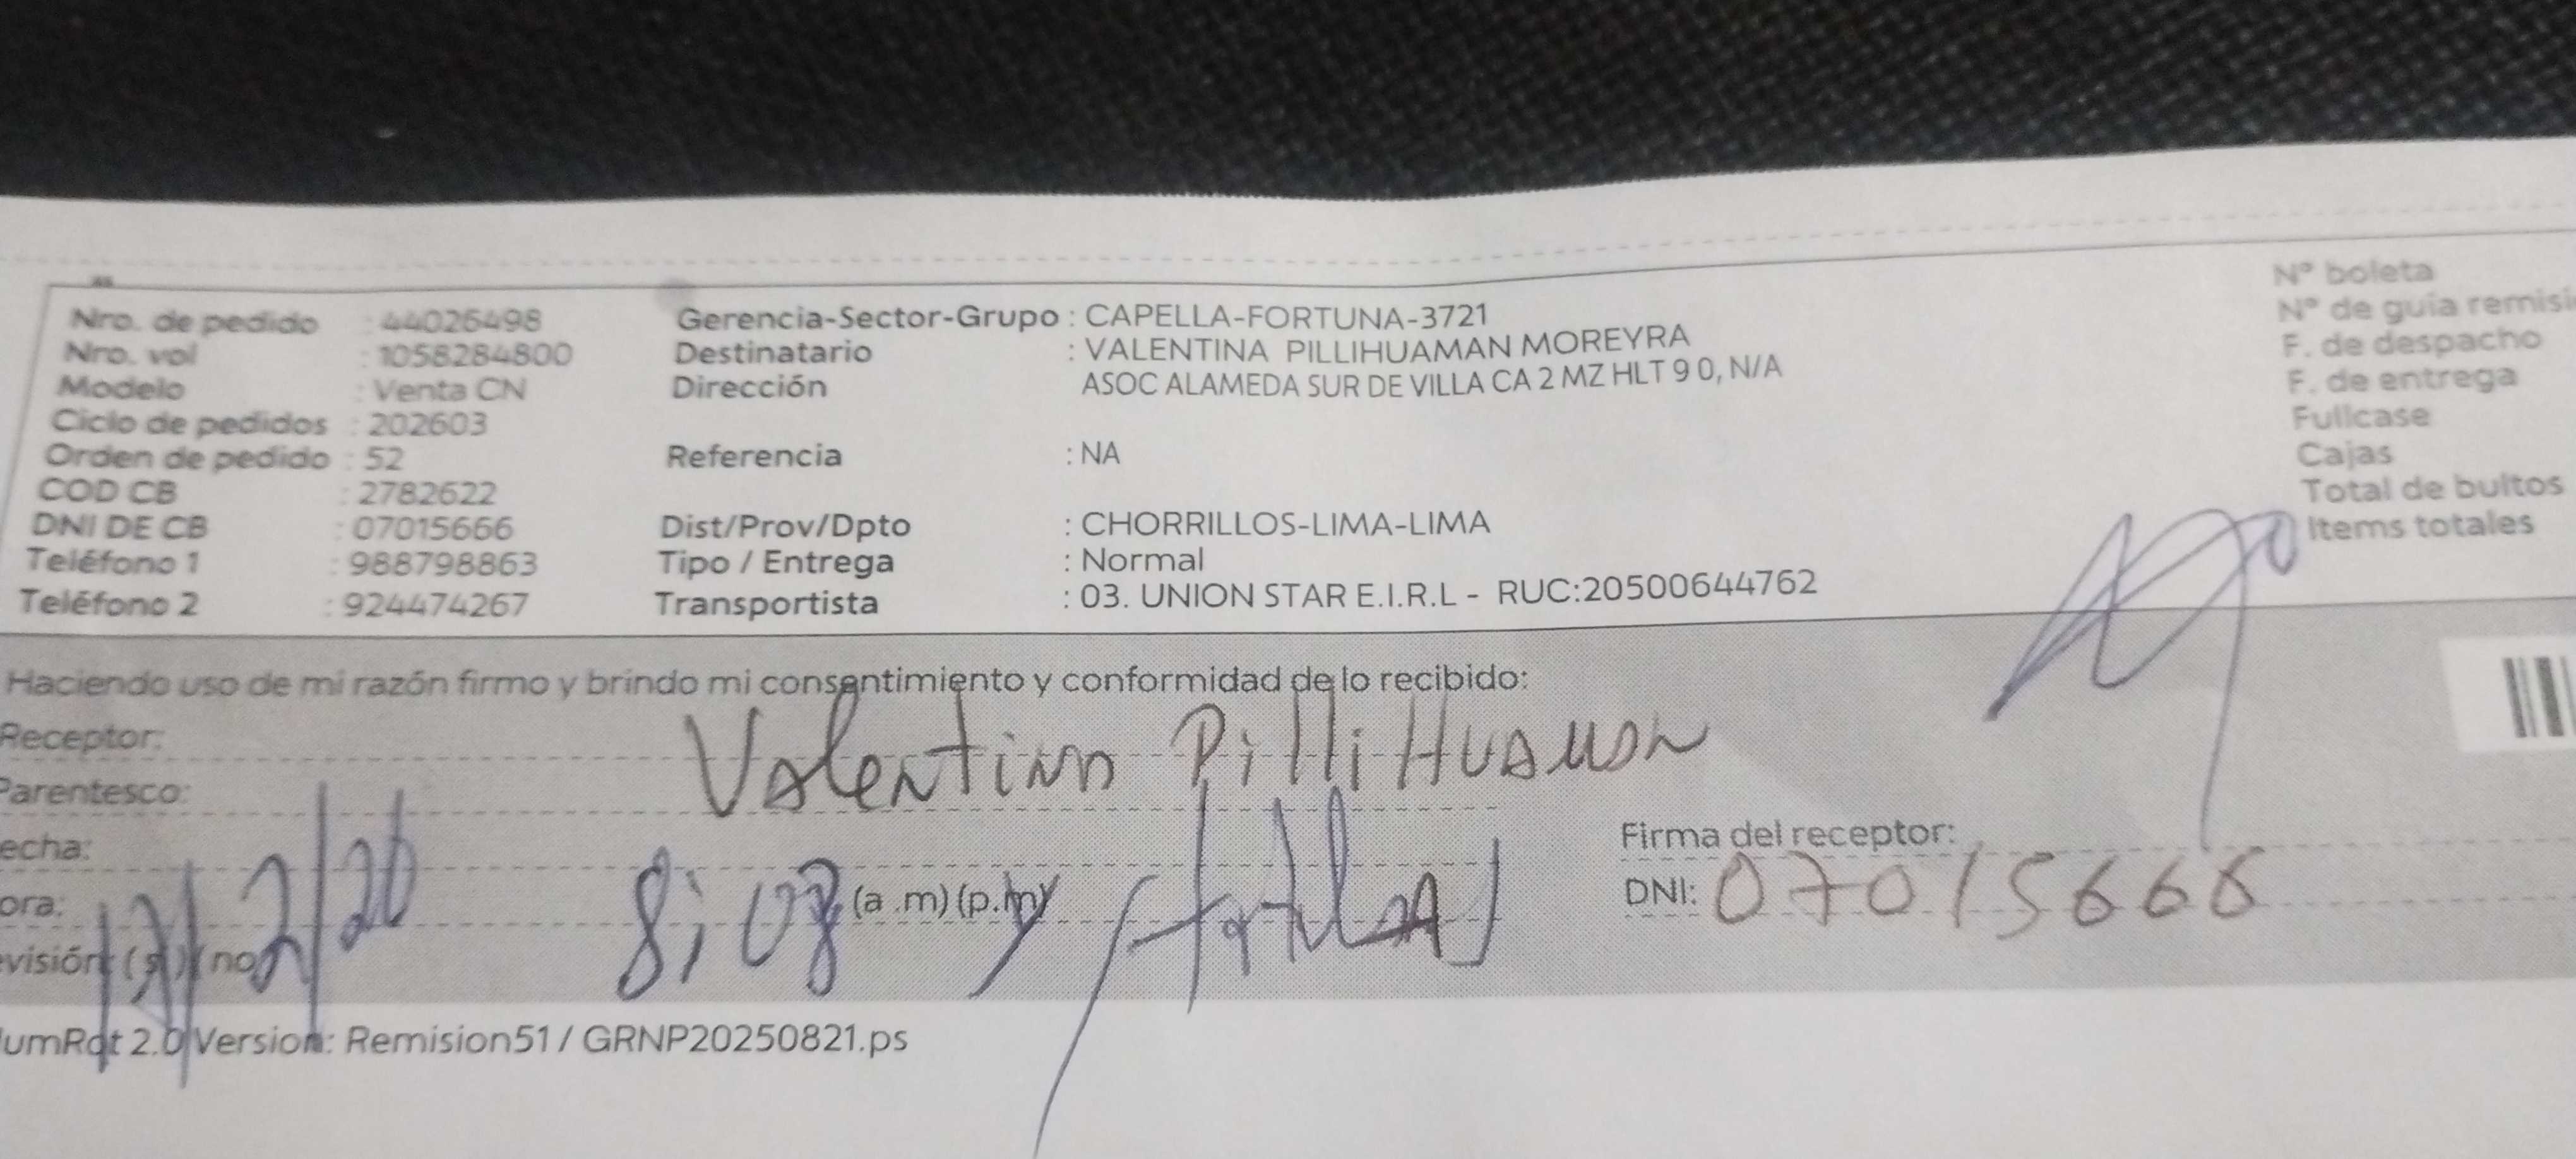 Nro. de pedido : 44026498
Nro. vol : 1058284800
Modelo : Venta CN
Ciclo de pedidos : 202603
Orden de pedido : 52
COD CB : 2782622
DNI DE CB : 07015666
Teléfono 1 : 988798863
Teléfono 2 : 924474267
Gerencia-Sector-Grupo : CAPELLA-FORTUNA-3721
Destinatario : VALENTINA PILLIHUAMAN MOREYRA
Dirección ASOC ALAMEDA SUR DE VILLA CA 2 MZ HLT 9 0, N/A
Referencia : NA
Dist/Prov/Dpto : CHORRILLOS-LIMA-LIMA
Tipo / Entrega : Normal
Transportista : 03. UNION STAR E.I.R.L - RUC:20500644762
N° boleta
N° de guía remisi
F. de despacho
F. de entrega
Fullcase
Cajas
Total de bultos
Items totales
Haciendo uso de mi razón firmo y brindo mi consentimiento y conformidad de lo recibido:
Receptor: Valentina PilliHuaman
Parentesco:
echa:
ora: (a .m) (p.m)
visión (s) ( no
Firma del receptor:
DNI: 07015666
umRot 2.0 Version: Remision51 / GRNP20250821.ps